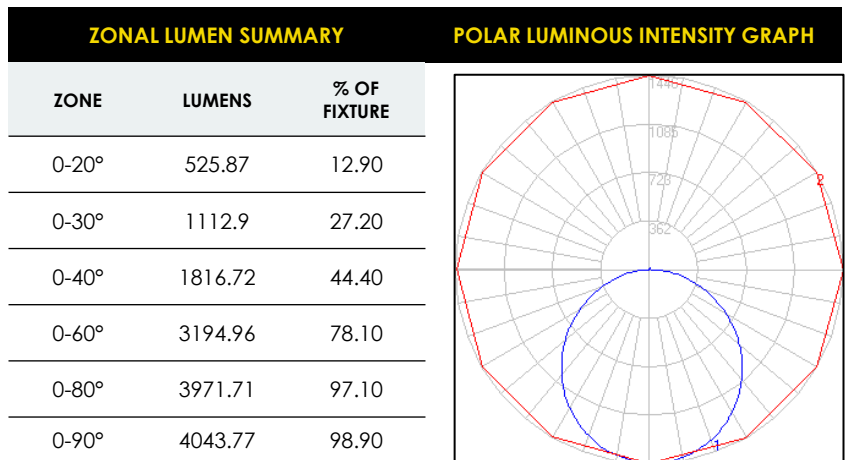 ZONAL LUMEN SUMMARY
POLAR LUMINOUS INTENSITY GRAPH
ZONE LUMENS % OF FIXTURE
0-20° 525.87 12.90
0-30° 1112.9 27.20
0-40° 1816.72 44.40
0-60° 3194.96 78.10
0-80° 3971.71 97.10
0-90° 4043.77 98.90
1085
723
2
362
1